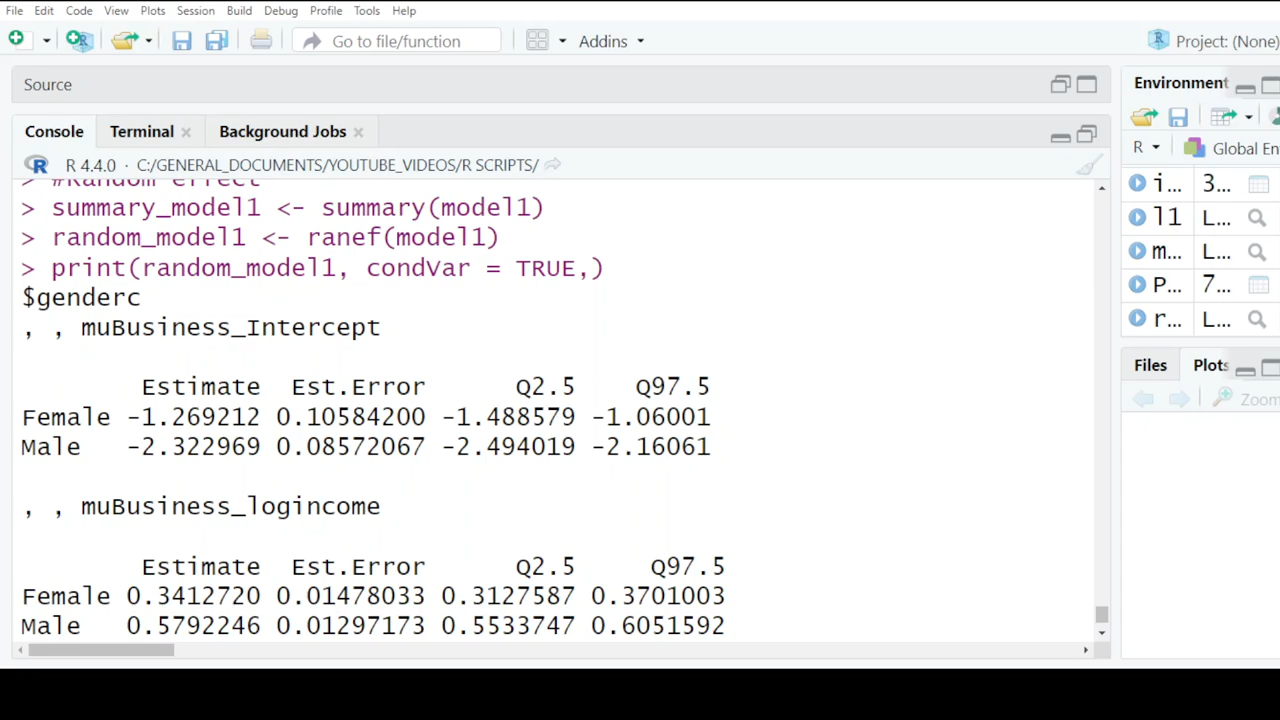 File Edit Code View Plots Session Build Debug Profile Tools Help
Go to file/function Addins Project: (None)
Source
Console Terminal Background Jobs
R 4.4.0 · C:/GENERAL_DOCUMENTS/YOUTUBE_VIDEOS/R SCRIPTS/
> #Random effect
> summary_model1 <- summary(model1)
> random_model1 <- ranef(model1)
> print(random_model1, condVar = TRUE,)
$genderc
, , muBusiness_Intercept
Estimate Est.Error Q2.5 Q97.5
Female -1.269212 0.10584200 -1.488579 -1.06001
Male -2.322969 0.08572067 -2.494019 -2.16061
, , muBusiness_logincome
Estimate Est.Error Q2.5 Q97.5
Female 0.3412720 0.01478033 0.3127587 0.3701003
Male 0.5792246 0.01297173 0.5533747 0.6051592
Environment
R Global En
i... 3...
l1 L...
m... L...
P... 7...
r... L...
Files Plots
Zoom